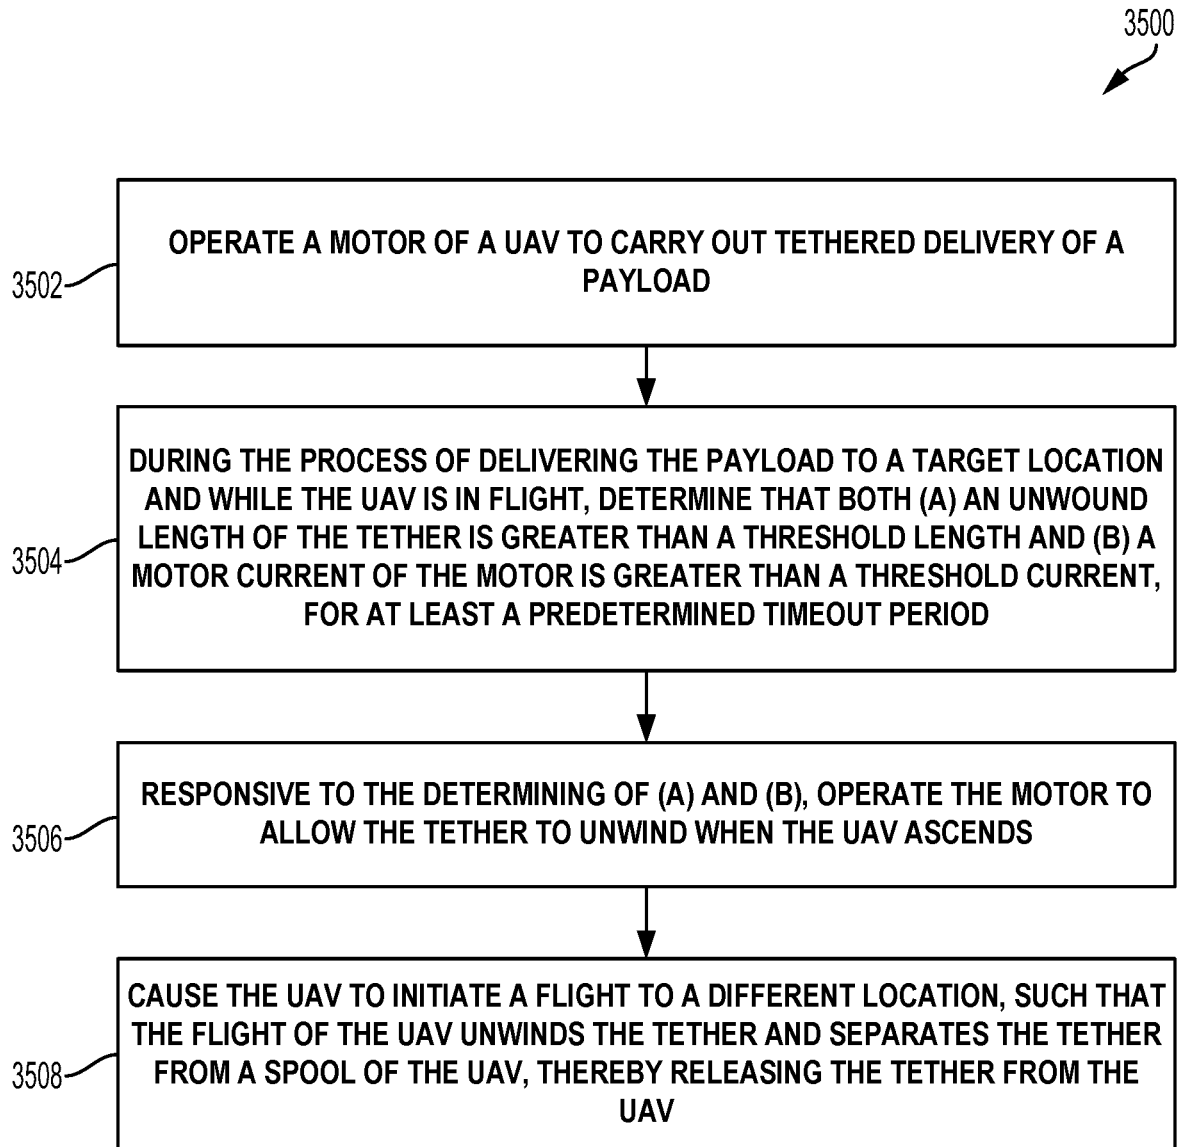 3500
OPERATE A MOTOR OF A UAV TO CARRY OUT TETHERED DELIVERY OF A
PAYLOAD
3502
DURING THE PROCESS OF DELIVERING THE PAYLOAD TO A TARGET LOCATION
AND WHILE THE UAV IS IN FLIGHT, DETERMINE THAT BOTH (A) AN UNWOUND
LENGTH OF THE TETHER IS GREATER THAN A THRESHOLD LENGTH AND (B) A
MOTOR CURRENT OF THE MOTOR IS GREATER THAN A THRESHOLD CURRENT,
FOR AT LEAST A PREDETERMINED TIMEOUT PERIOD
3504
RESPONSIVE TO THE DETERMINING OF (A) AND (B), OPERATE THE MOTOR TO
ALLOW THE TETHER TO UNWIND WHEN THE UAV ASCENDS
3506
CAUSE THE UAV TO INITIATE A FLIGHT TO A DIFFERENT LOCATION, SUCH THAT
THE FLIGHT OF THE UAV UNWINDS THE TETHER AND SEPARATES THE TETHER
FROM A SPOOL OF THE UAV, THEREBY RELEASING THE TETHER FROM THE
UAV
3508